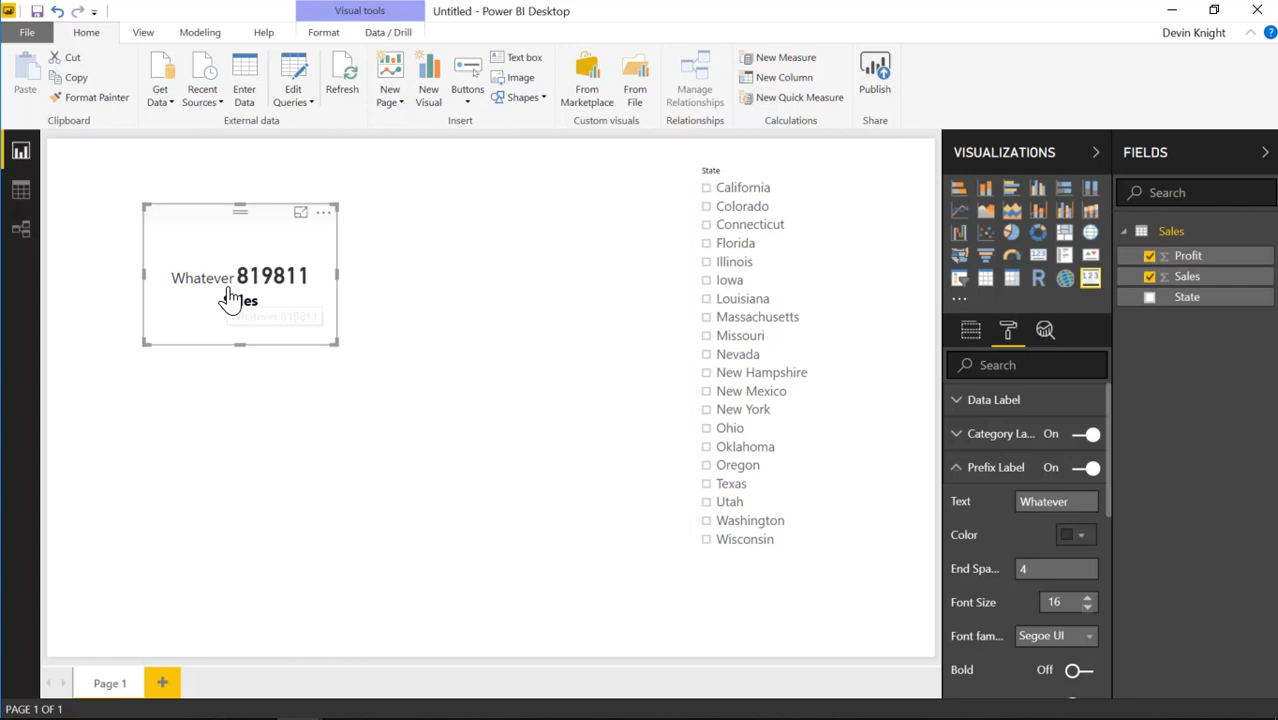 Visual tools
Untitled - Power BI Desktop
File
Home
View
Modeling
Help
Format
Data / Drill
Devin Knight
Paste
Cut
Copy
Format Painter
Clipboard
Get Data
Recent Sources
Enter Data
Edit Queries
Refresh
External data
New Page
New Visual
Buttons
Text box
Image
Shapes
Insert
From Marketplace
From File
Custom visuals
Manage Relationships
Relationships
New Measure
New Column
New Quick Measure
Calculations
Publish
Share
Whatever 819811
Whatever 819811
State
California
Colorado
Connecticut
Florida
Illinois
Iowa
Louisiana
Massachusetts
Missouri
Nevada
New Hampshire
New Mexico
New York
Ohio
Oklahoma
Oregon
Texas
Utah
Washington
Wisconsin
VISUALIZATIONS
Search
Data Label
Category La... On
Prefix Label On
Text Whatever
Color
End Spa... 4
Font Size 16
Font fam... Segoe UI
Bold Off
FIELDS
Search
Sales
Profit
Sales
State
Page 1
PAGE 1 OF 1